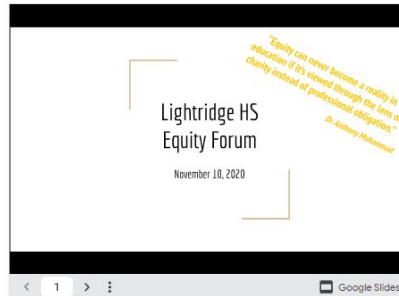 "Equity can never become a reality in
education if it's viewed through the lens of
charity instead of professional obligation."
Dr. Anthony Muhammad
Lightridge HS
Equity Forum
November 10, 2020
1
Google Slides